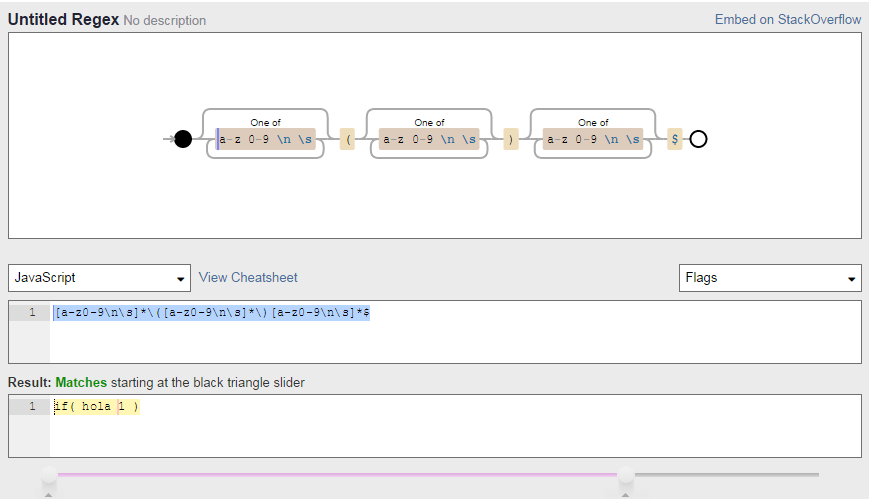 Untitled Regex No description Embed on StackOverflow
One of One of One of
a-z 0-9 \n \s ( a-z 0-9 \n \s ) a-z 0-9 \n \s $
JavaScript View Cheatsheet Flags
1 [a-z0-9\n\s]*\([a-z0-9\n\s]*\)[a-z0-9\n\s]*$
Result: Matches starting at the black triangle slider
1 if( hola 1 )